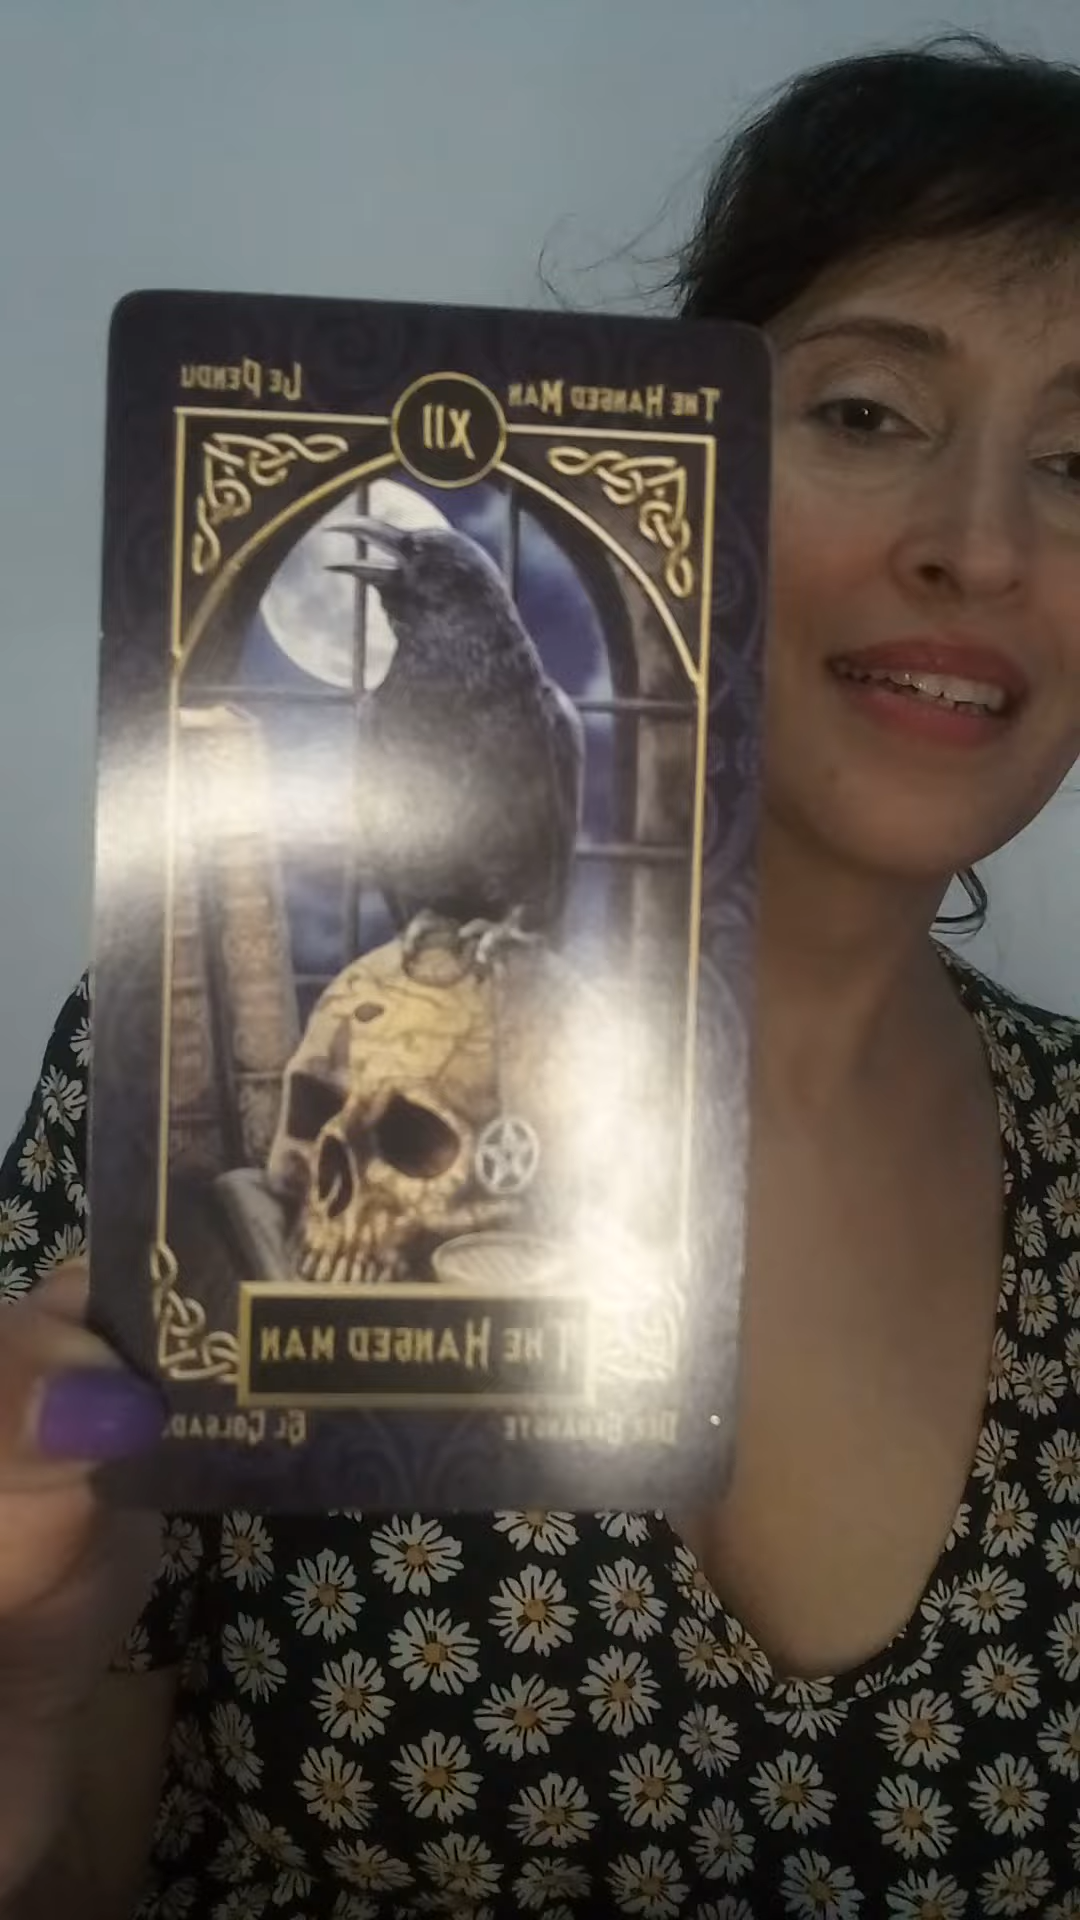 The Hanged Man
Le Pendu
XII
The Hanged Man
Der Gehängte
El Colgado